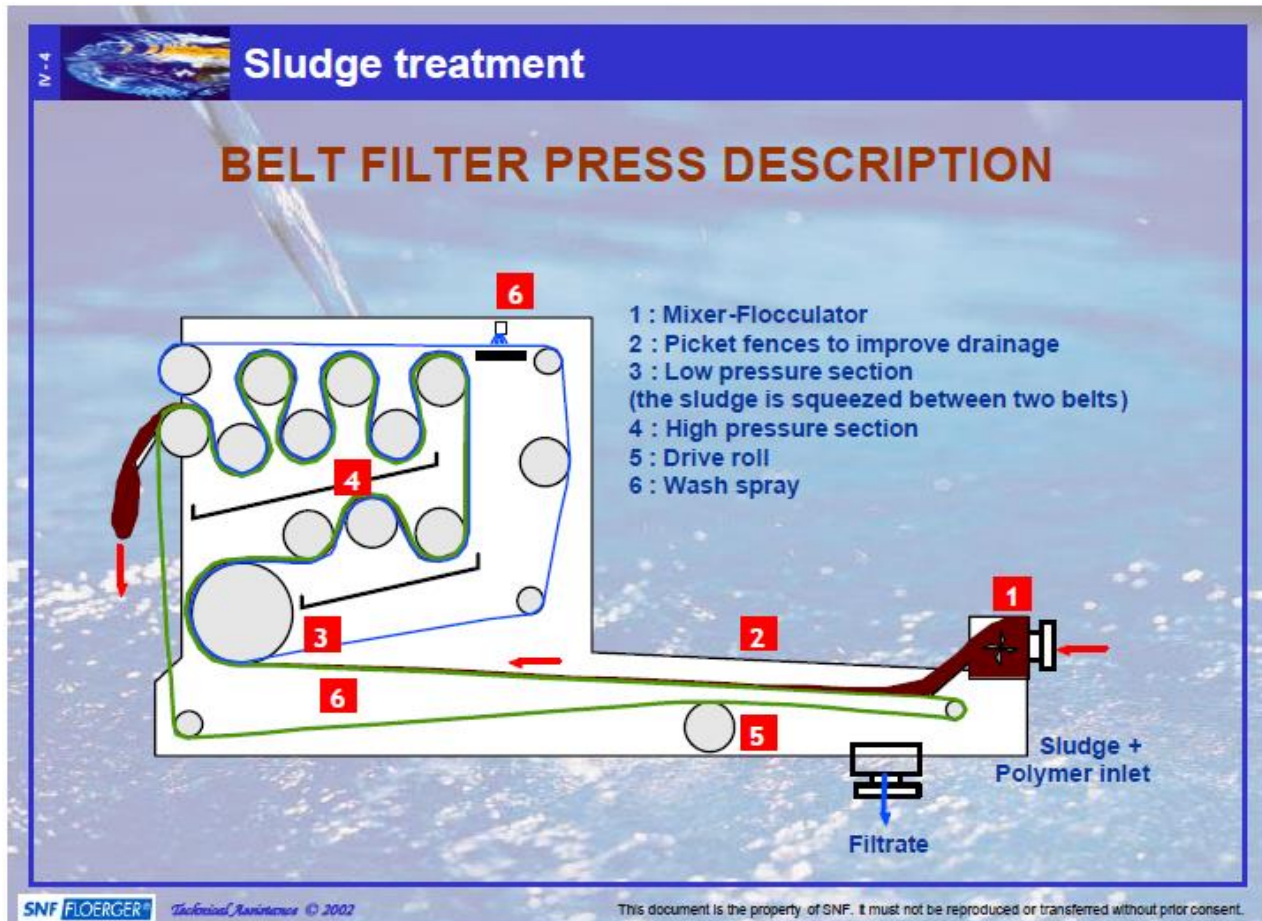 IV - 4
Sludge treatment
BELT FILTER PRESS DESCRIPTION
6
1 : Mixer-Flocculator
2 : Picket fences to improve drainage
3 : Low pressure section
(the sludge is squeezed between two belts)
4 : High pressure section
5 : Drive roll
6 : Wash spray
4
1
3
2
6
5
Sludge +
Polymer inlet
Filtrate
SNF FLOERGER® Technical Assistance © 2002
This document is the property of SNF. It must not be reproduced or transferred without prior consent.